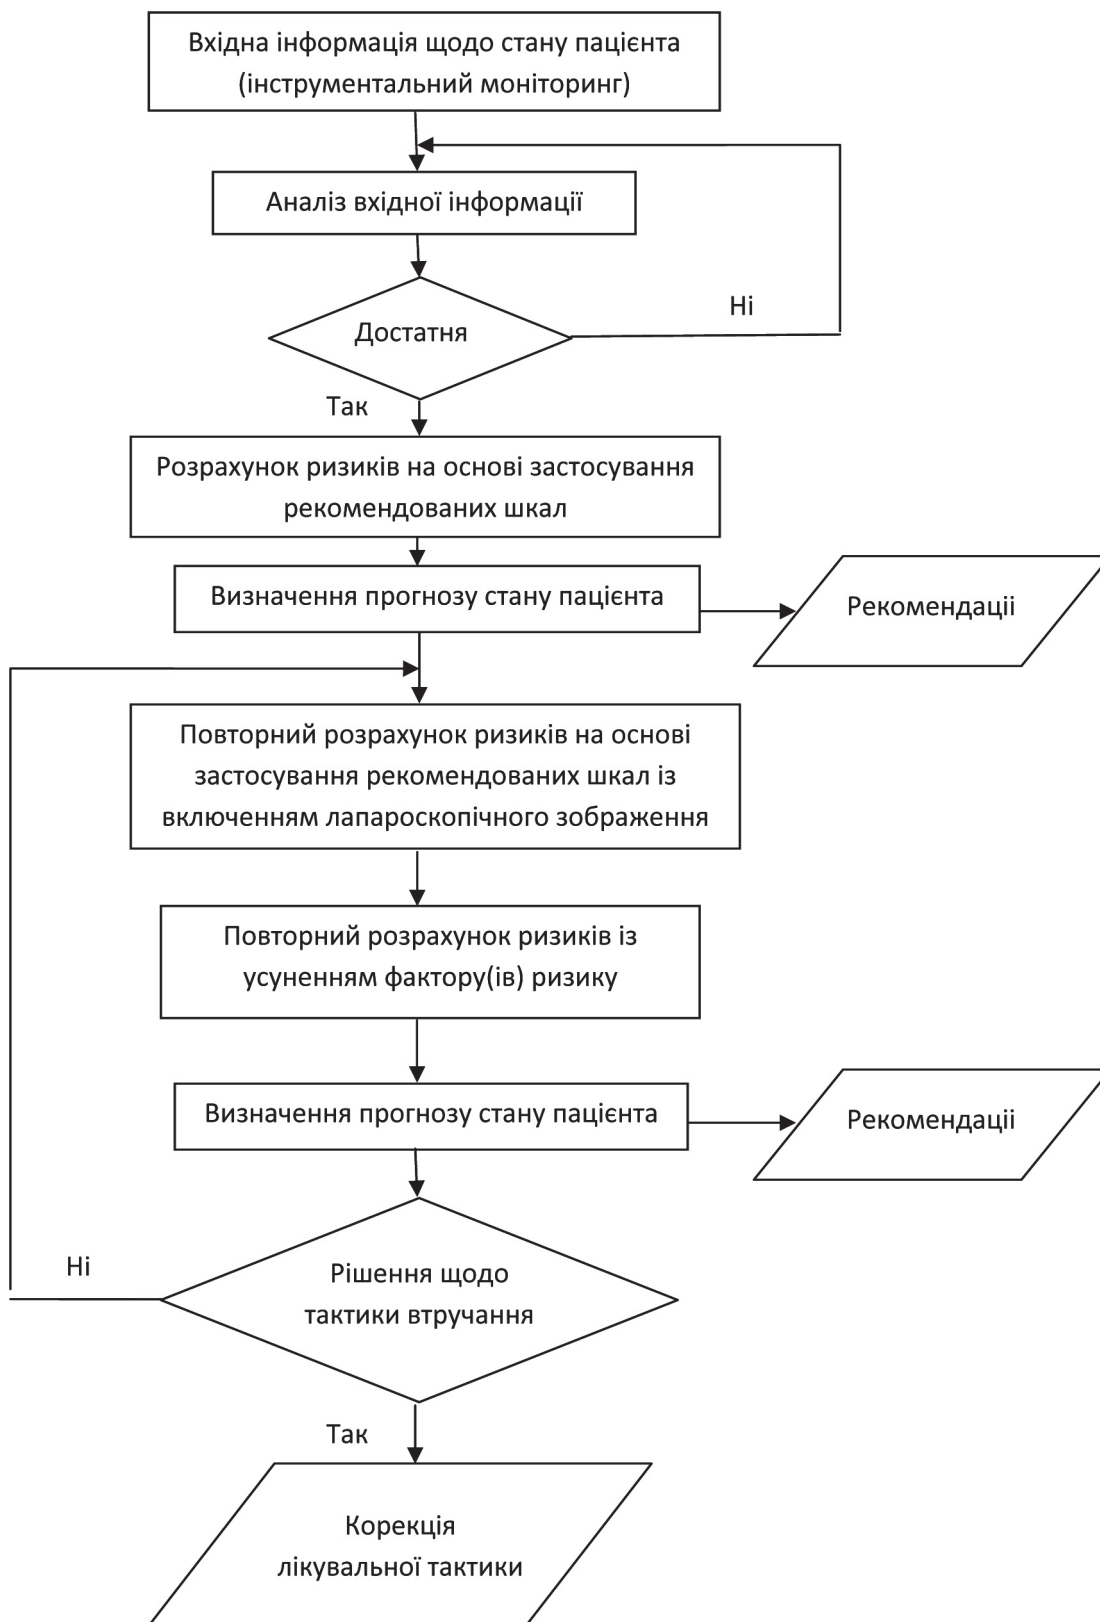 Вхідна інформація щодо стану пацієнта
(інструментальний моніторинг)
Аналіз вхідної інформації
Ні
Достатня
Так
Розрахунок ризиків на основі застосування
рекомендованих шкал
Визначення прогнозу стану пацієнта
Рекомендаціі
Повторний розрахунок ризиків на основі
застосування рекомендованих шкал із
включенням лапароскопічного зображення
Повторний розрахунок ризиків із
усуненням фактору(ів) ризику
Визначення прогнозу стану пацієнта
Рекомендаціі
Ні
Рішення щодо
тактики втручання
Так
Корекція
лікувальної тактики